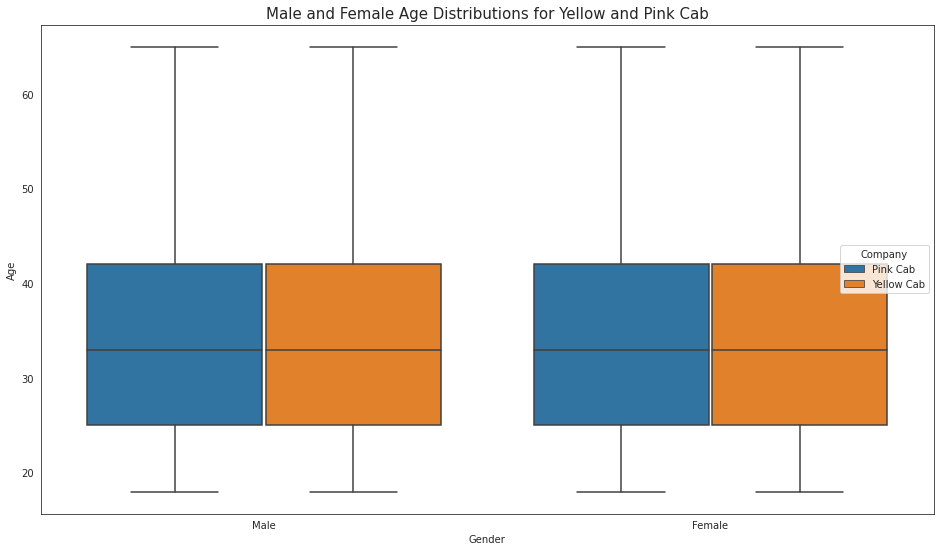 Male and Female Age Distributions for Yellow and Pink Cab
60
50
40
30
20
Age
Company
Pink Cab
Yellow Cab
Male
Female
Gender